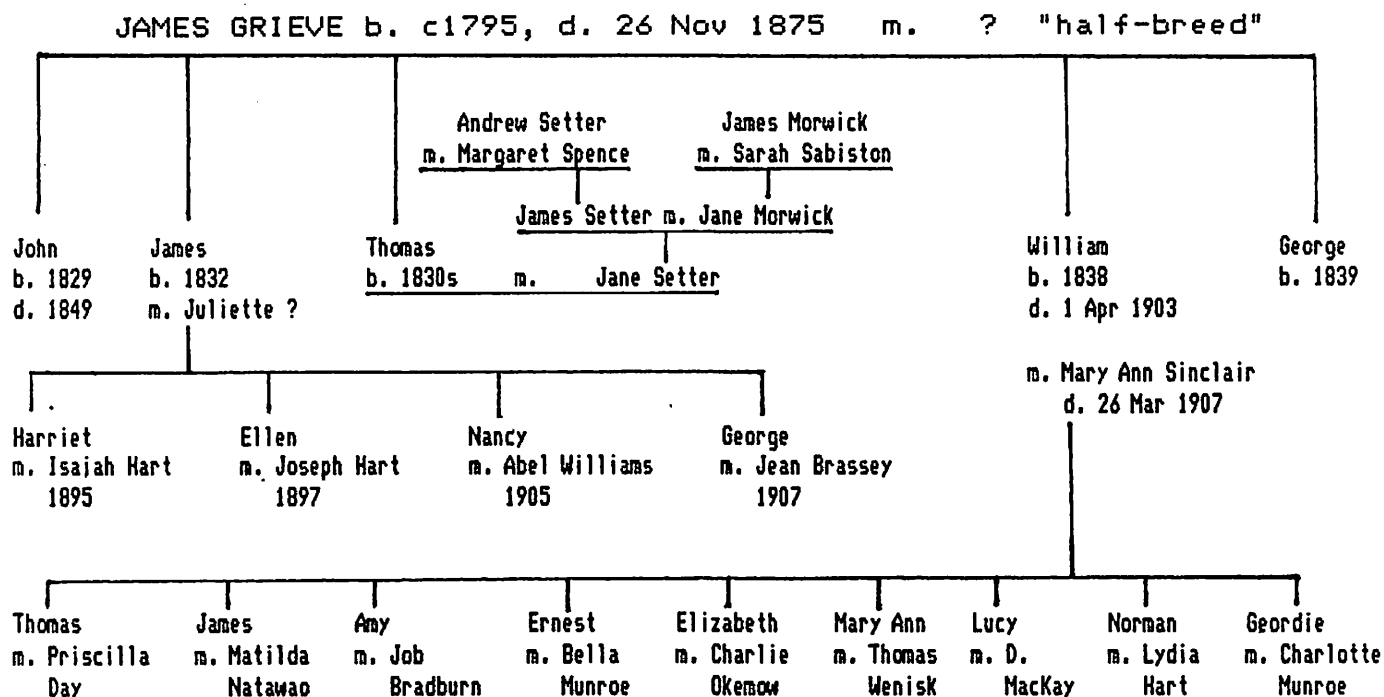 JAMES GRIEVE b. c1795, d. 26 Nov 1875 m. ? "half-breed"
Andrew Setter
m. Margaret Spence
James Morwick
m. Sarah Sabiston
James Setter m. Jane Morwick
John
b. 1829
d. 1849
James
b. 1832
m. Juliette ?
Thomas
b. 1830s m. Jane Setter
William
b. 1838
d. 1 Apr 1903
George
b. 1839
m. Mary Ann Sinclair
d. 26 Mar 1907
Harriet
m. Isajah Hart
1895
Ellen
m. Joseph Hart
1897
Nancy
m. Abel Williams
1905
George
m. Jean Brassey
1907
Thomas
m. Priscilla
Day
James
m. Matilda
Natawao
Amy
m. Job
Bradburn
Ernest
m. Bella
Munroe
Elizabeth
m. Charlie
Okemow
Mary Ann
m. Thomas
Wenisk
Lucy
m. D.
MacKay
Norman
m. Lydia
Hart
Geordie
m. Charlotte
Munroe